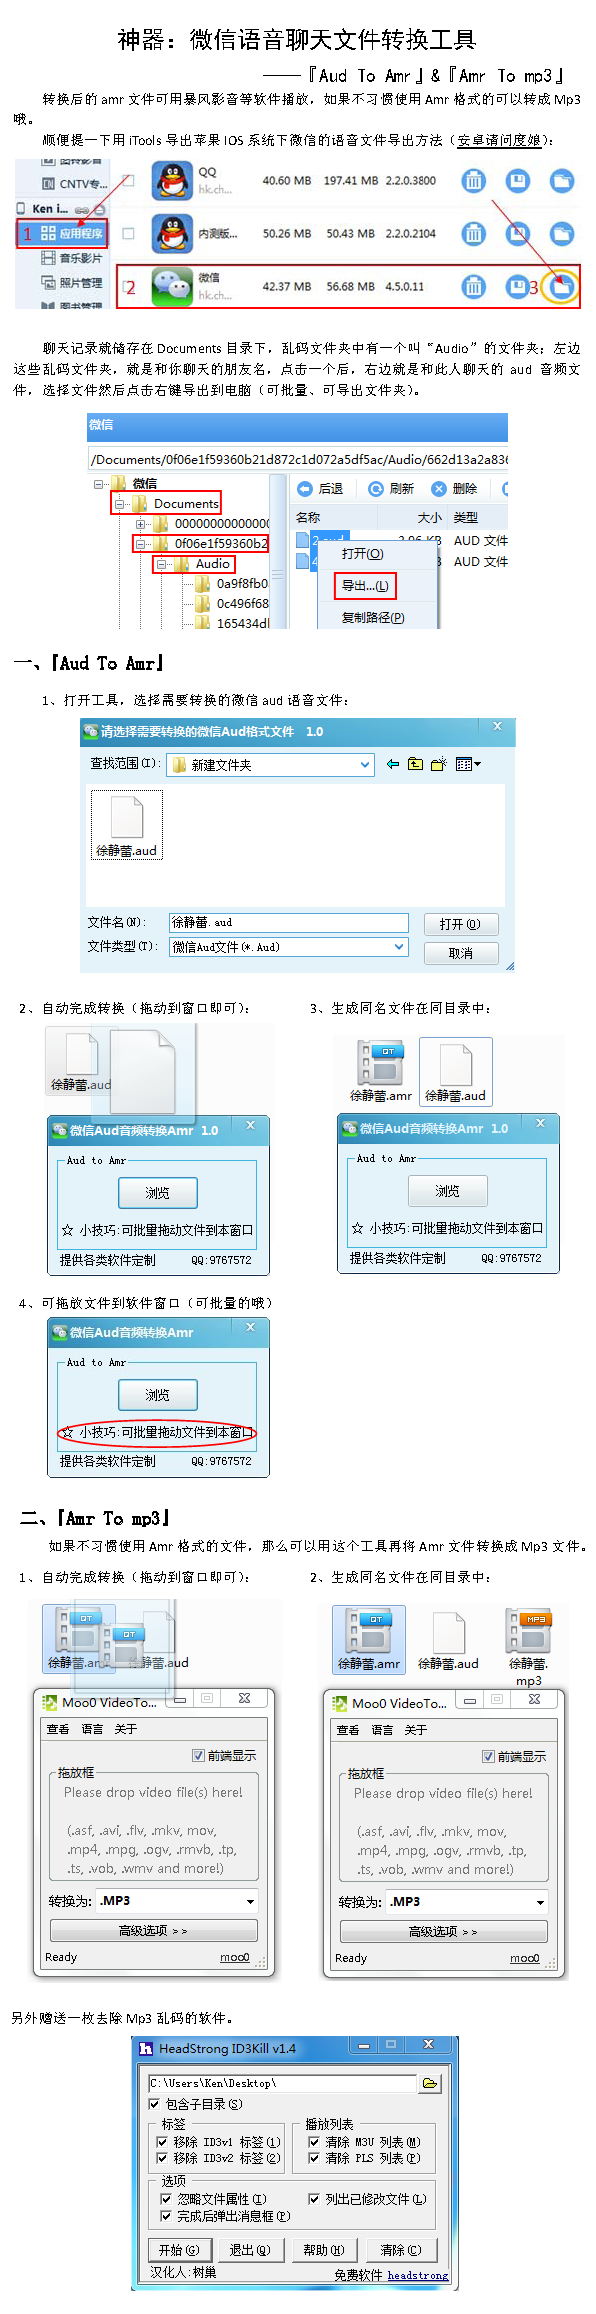 神器：微信语音聊天文件转换工具
——『Aud To Amr』&『Amr To mp3』
转换后的 amr 文件可用暴风影音等软件播放，如果不习惯使用 Amr 格式的可以转成 Mp3
哦。
顺便提一下用 iTools 导出苹果 IOS 系统下微信的语音文件导出方法（安卓请问度娘）：
CNTV专...
Ken i...
1 应用程序
音乐影片
照片管理
图书管理
QQ
hk.ch...
40.60 MB 197.41 MB 2.2.0.3800
内测版...
50.26 MB 50.43 MB 2.2.0.2104
2 微信
hk.ch...
42.37 MB 56.68 MB 4.5.0.11
3
聊天记录就储存在 Documents 目录下，乱码文件夹中有一个叫“Audio”的文件夹；左边
这些乱码文件夹，就是和你聊天的朋友名，点击一个后，右边就是和此人聊天的 aud 音频文
件，选择文件然后点击右键导出到电脑（可批量、可导出文件夹）。
微信
/Documents/0f06e1f59360b21d872c1d072a5df5ac/Audio/662d13a2a836
微信
Documents
00000000000000
0f06e1f59360b2
Audio
0a9f8fb0
0c496f68
165434dl
后退 刷新 删除
名称 大小 类型
AUD 文件
AUD 文件
打开(O)
导出...(L)
复制路径(P)
一、『Aud To Amr』
1、打开工具，选择需要转换的微信 aud 语音文件：
请选择需要转换的微信Aud格式文件 1.0
查找范围(I): 新建文件夹
徐静蕾.aud
文件名(N): 徐静蕾.aud 打开(O)
文件类型(T): 微信Aud文件(*.Aud) 取消
2、自动完成转换（拖动到窗口即可）：
徐静蕾.aud
微信Aud音频转换Amr 1.0
Aud to Amr
浏览
☆ 小技巧:可批量拖动文件到本窗口
提供各类软件定制 QQ:9767572
3、生成同名文件在同目录中：
徐静蕾.amr 徐静蕾.aud
微信Aud音频转换Amr 1.0
Aud to Amr
浏览
☆ 小技巧:可批量拖动文件到本窗口
提供各类软件定制 QQ:9767572
4、可拖放文件到软件窗口（可批量的哦）
微信Aud音频转换Amr
Aud to Amr
浏览
☆ 小技巧:可批量拖动文件到本窗口
提供各类软件定制 QQ:9767572
二、『Amr To mp3』
如果不习惯使用 Amr 格式的文件，那么可以用这个工具再将 Amr 文件转换成 Mp3 文件。
1、自动完成转换（拖动到窗口即可）：
QT
徐静蕾.amr 徐静蕾.aud
Moo0 VideoTo...
查看 语言 关于
前端显示
拖放框
Please drop video file(s) here!
(.asf, .avi, .flv, .mkv, mov,
.mp4, .mpg, .ogv, .rmvb, .tp,
.ts, .vob, .wmv and more!)
转换为: .MP3
高级选项 >>
Ready moo0
2、生成同名文件在同目录中：
QT MP3
徐静蕾.amr 徐静蕾.aud 徐静蕾.
mp3
Moo0 VideoTo...
查看 语言 关于
前端显示
拖放框
Please drop video file(s) here!
(.asf, .avi, .flv, .mkv, mov,
.mp4, .mpg, .ogv, .rmvb, .tp,
.ts, .vob, .wmv and more!)
转换为: .MP3
高级选项 >>
Ready moo0
另外赠送一枚去除 Mp3 乱码的软件。
HeadStrong ID3Kill v1.4
C:\Users\Ken\Desktop\
包含子目录(S)
标签
移除 ID3v1 标签(1)
移除 ID3v2 标签(2)
播放列表
清除 M3U 列表(M)
清除 PLS 列表(P)
选项
忽略文件属性(I) 列出已修改文件(L)
完成后弹出消息框(P)
开始(G) 退出(Q) 帮助(H) 清除(C)
汉化人:树巢 免费软件 headstrong